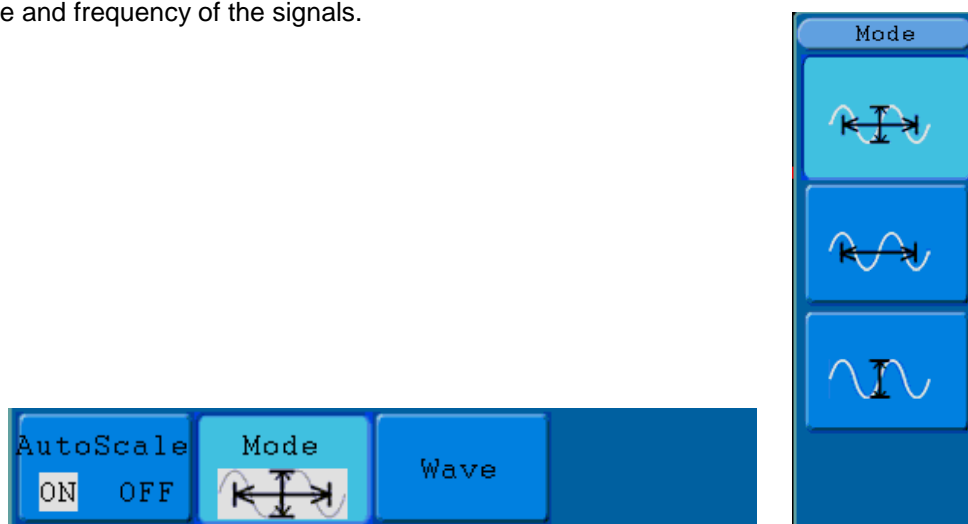 e and frequency of the signals.
Mode
AutoScale
ON OFF
Mode
Wave